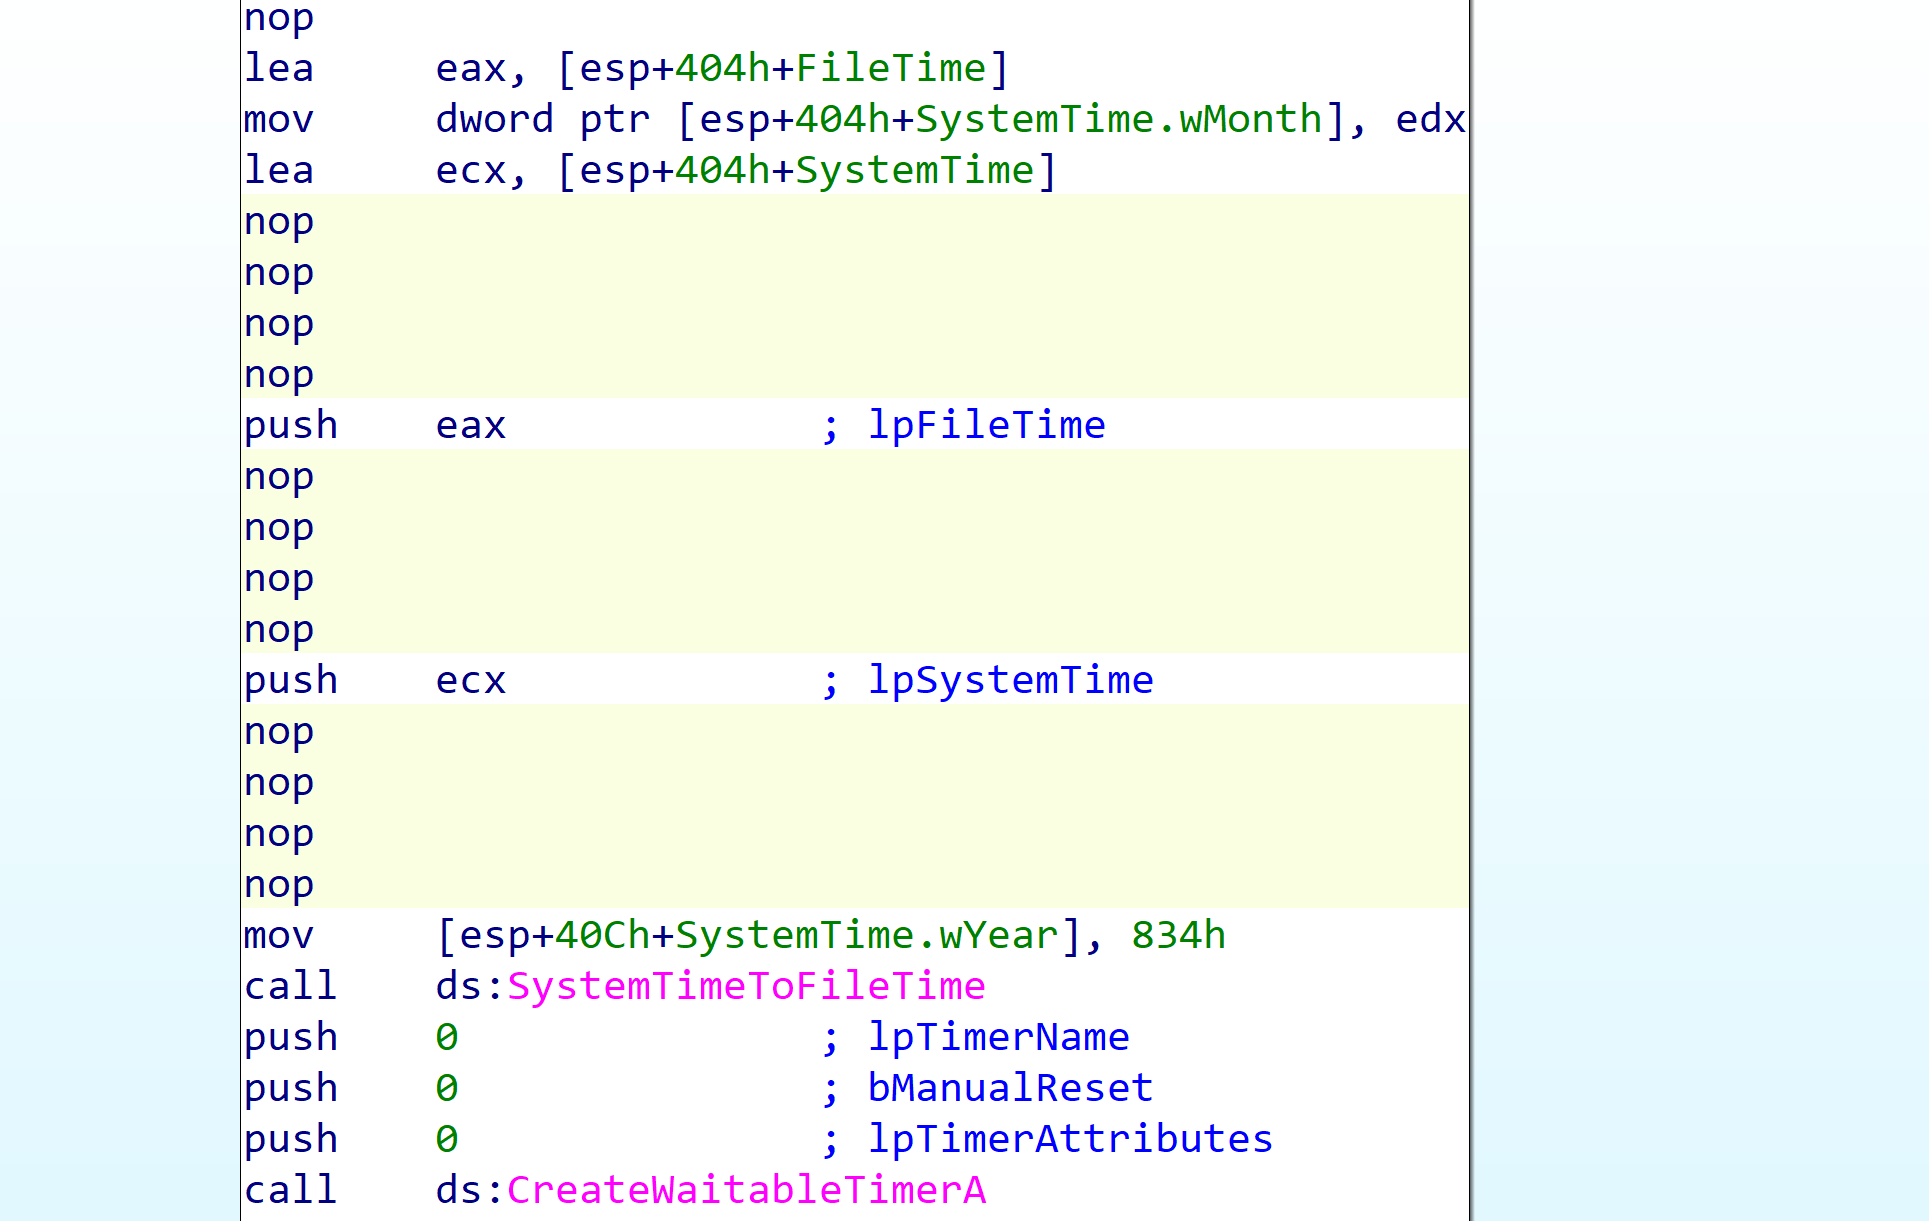 nop
lea eax, [esp+404h+FileTime]
mov dword ptr [esp+404h+SystemTime.wMonth], edx
lea ecx, [esp+404h+SystemTime]
nop
nop
nop
nop
push eax ; lpFileTime
nop
nop
nop
nop
push ecx ; lpSystemTime
nop
nop
nop
nop
mov [esp+40Ch+SystemTime.wYear], 834h
call ds:SystemTimeToFileTime
push 0 ; lpTimerName
push 0 ; bManualReset
push 0 ; lpTimerAttributes
call ds:CreateWaitableTimerA